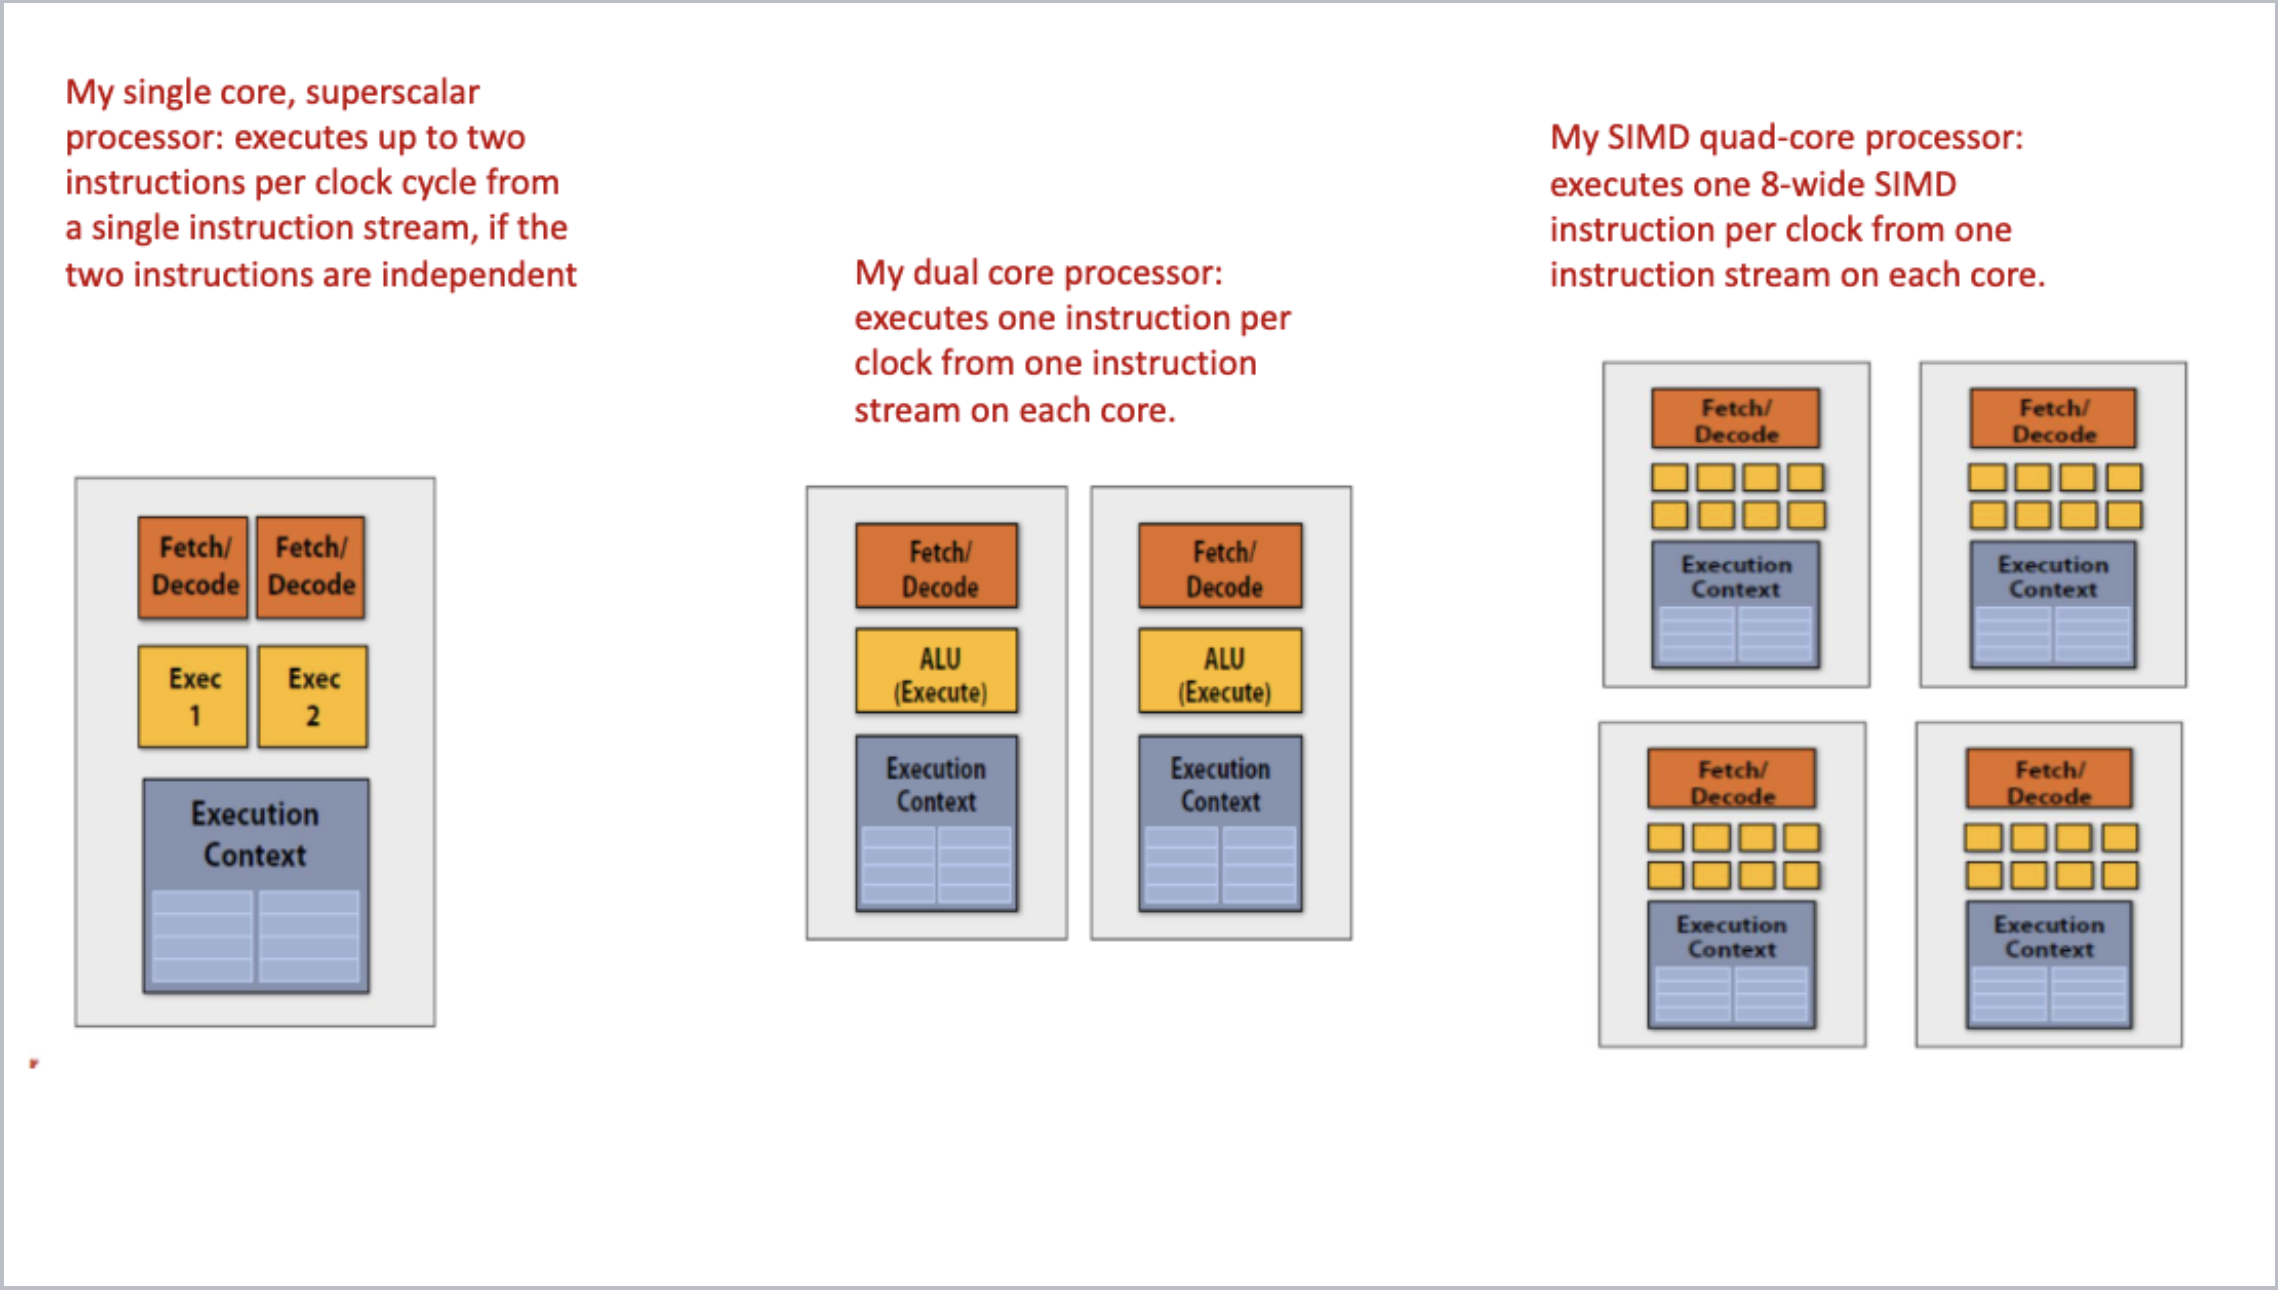 My single core, superscalar
processor: executes up to two
instructions per clock cycle from
a single instruction stream, if the
two instructions are independent
Fetch/
Decode
Fetch/
Decode
Exec
1
Exec
2
Execution
Context
My dual core processor:
executes one instruction per
clock from one instruction
stream on each core.
Fetch/
Decode
ALU
(Execute)
Execution
Context
Fetch/
Decode
ALU
(Execute)
Execution
Context
My SIMD quad-core processor:
executes one 8-wide SIMD
instruction per clock from one
instruction stream on each core.
Fetch/
Decode
Execution
Context
Fetch/
Decode
Execution
Context
Fetch/
Decode
Execution
Context
Fetch/
Decode
Execution
Context